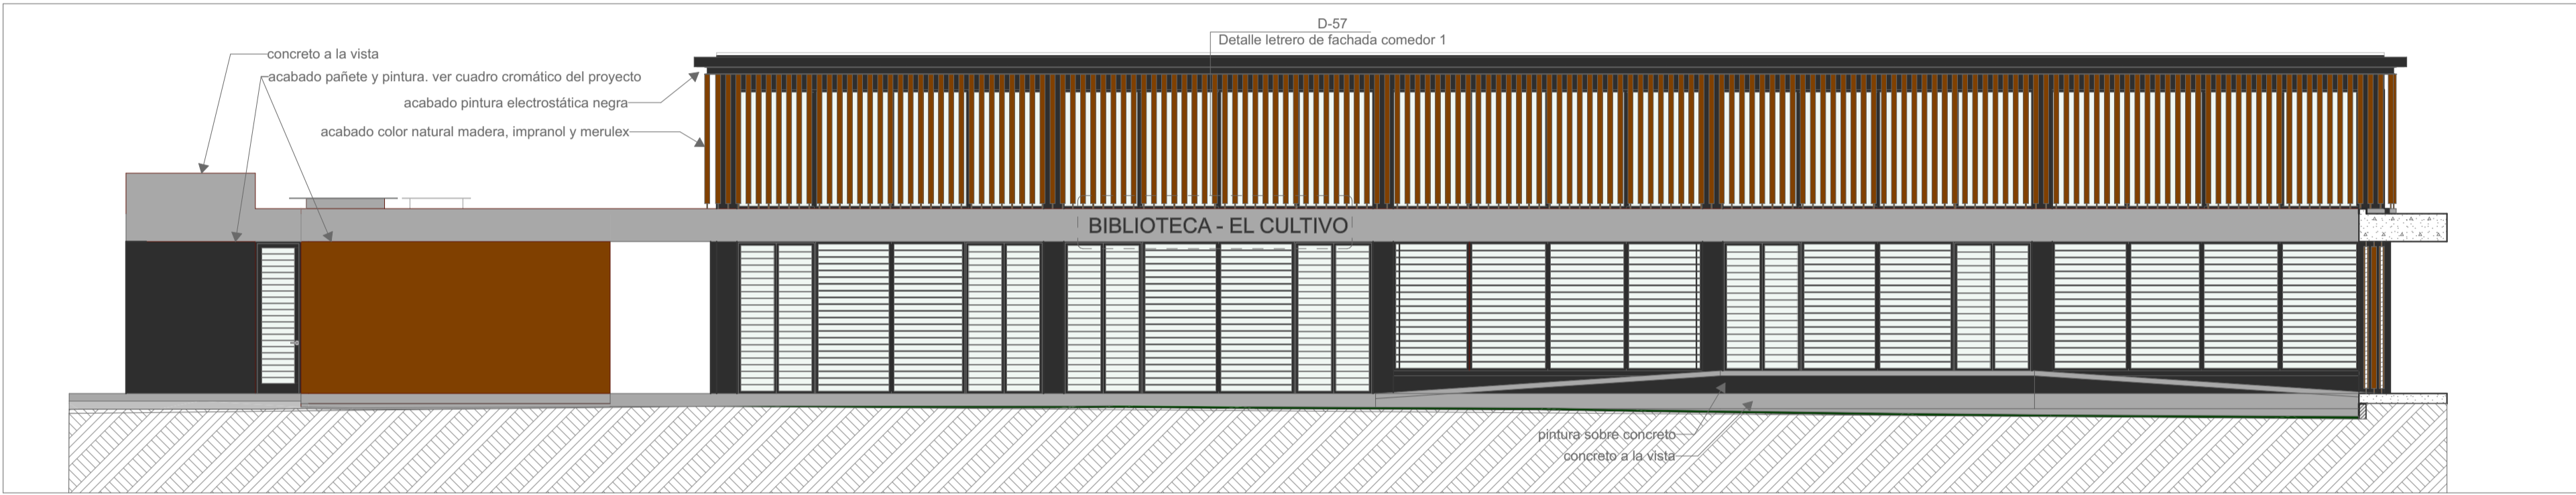 D-57
Detalle letrero de fachada comedor 1
concreto a la vista
acabado pañete y pintura. ver cuadro cromático del proyecto
acabado pintura electrostática negra
acabado color natural madera, impranol y merulex
BIBLIOTECA - EL CULTIVO
pintura sobre concreto
concreto a la vista